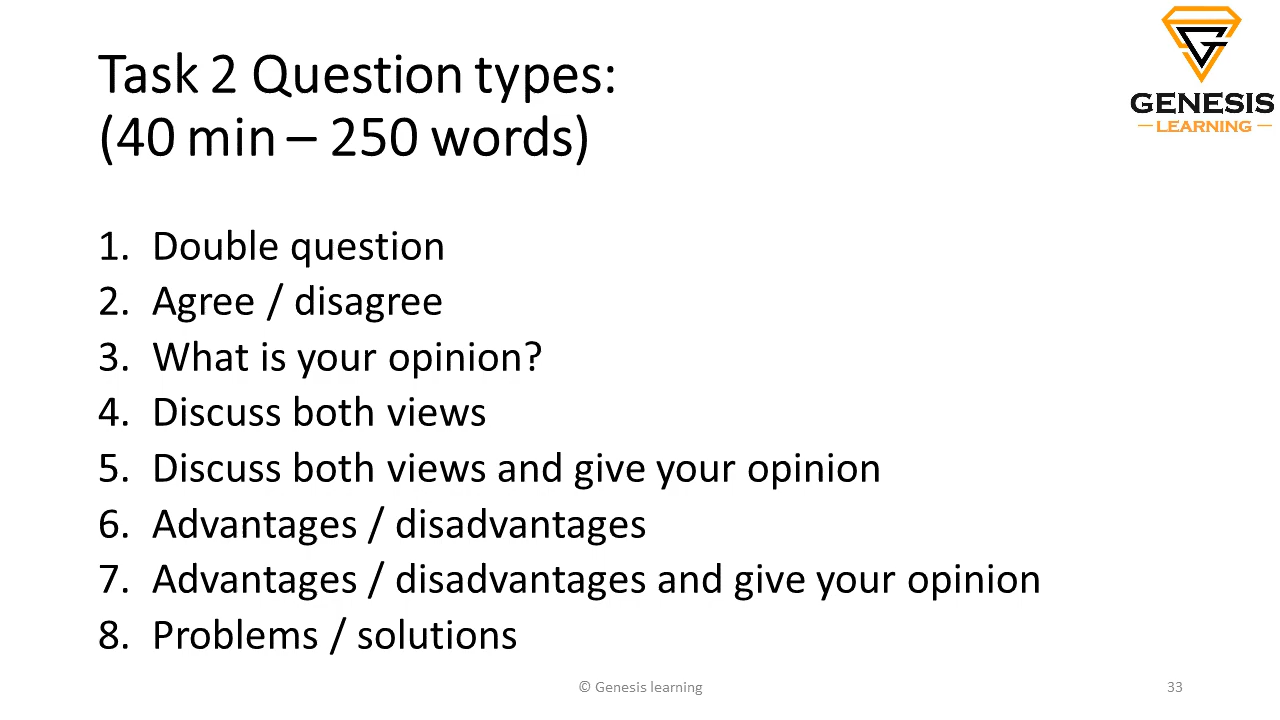 Task 2 Question types:
(40 min – 250 words)
GENESIS
LEARNING
1. Double question
2. Agree / disagree
3. What is your opinion?
4. Discuss both views
5. Discuss both views and give your opinion
6. Advantages / disadvantages
7. Advantages / disadvantages and give your opinion
8. Problems / solutions
© Genesis learning
33